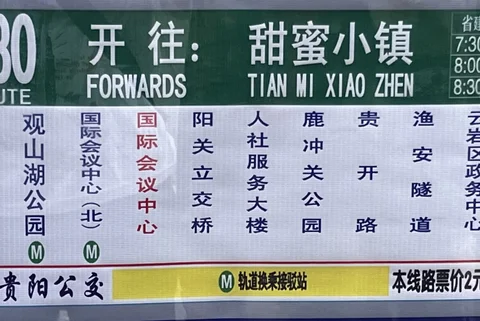 30
UTE
开往：甜蜜小镇
FORWARDS TIAN MI XIAO ZHEN
省建
7:30
8:00
8:30
观山湖公园
国际会议中心（北）
国际会议中心
阳关立交桥
人社服务大楼
鹿冲关公园
贵开路
渔安隧道
云岩区政务中心
M
M
贵阳公交
M 轨道换乘接驳站
本线路票价2元